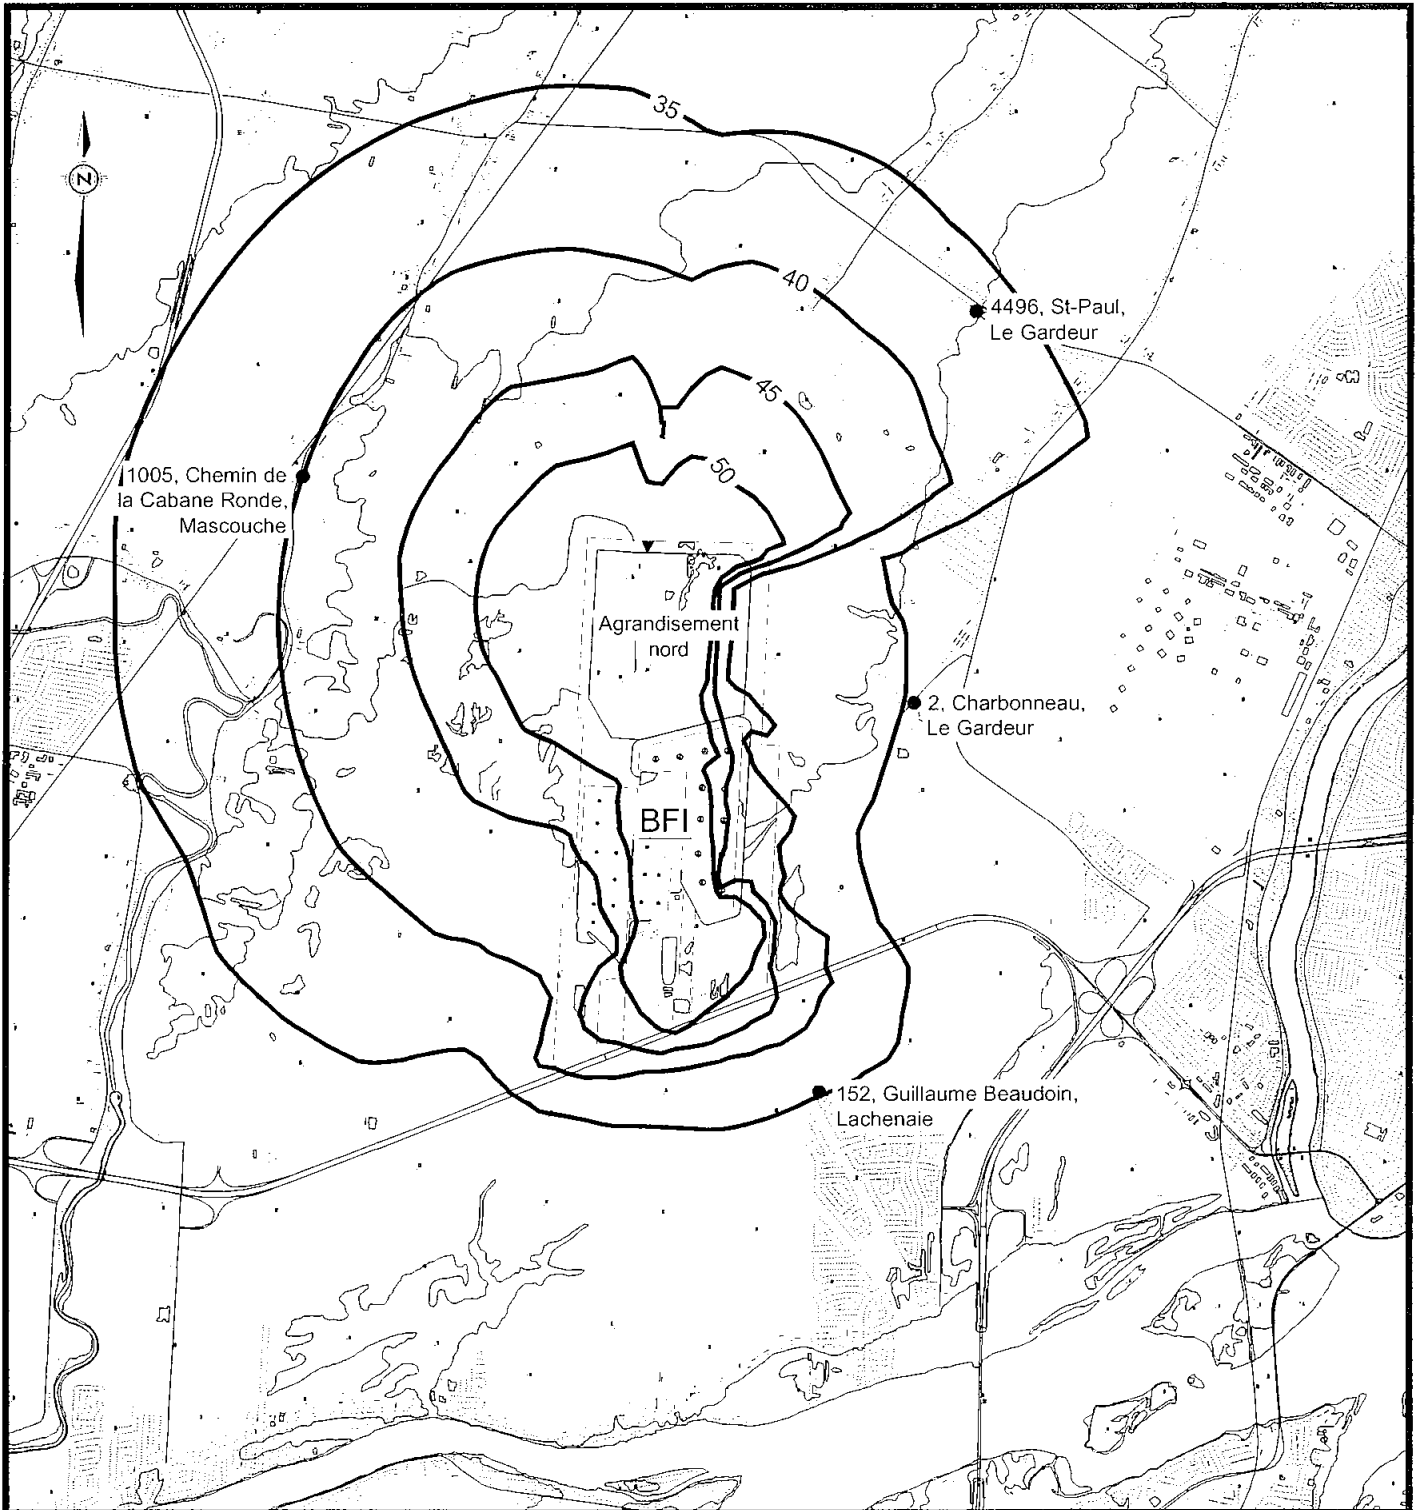 35
N
40
4496, St-Paul,
Le Gardeur
45
50
1005, Chemin de
la Cabane Ronde,
Mascouche
Agrandisement
nord
2, Charbonneau,
Le Gardeur
BFI
152, Guillaume Beaudoin,
Lachenaie